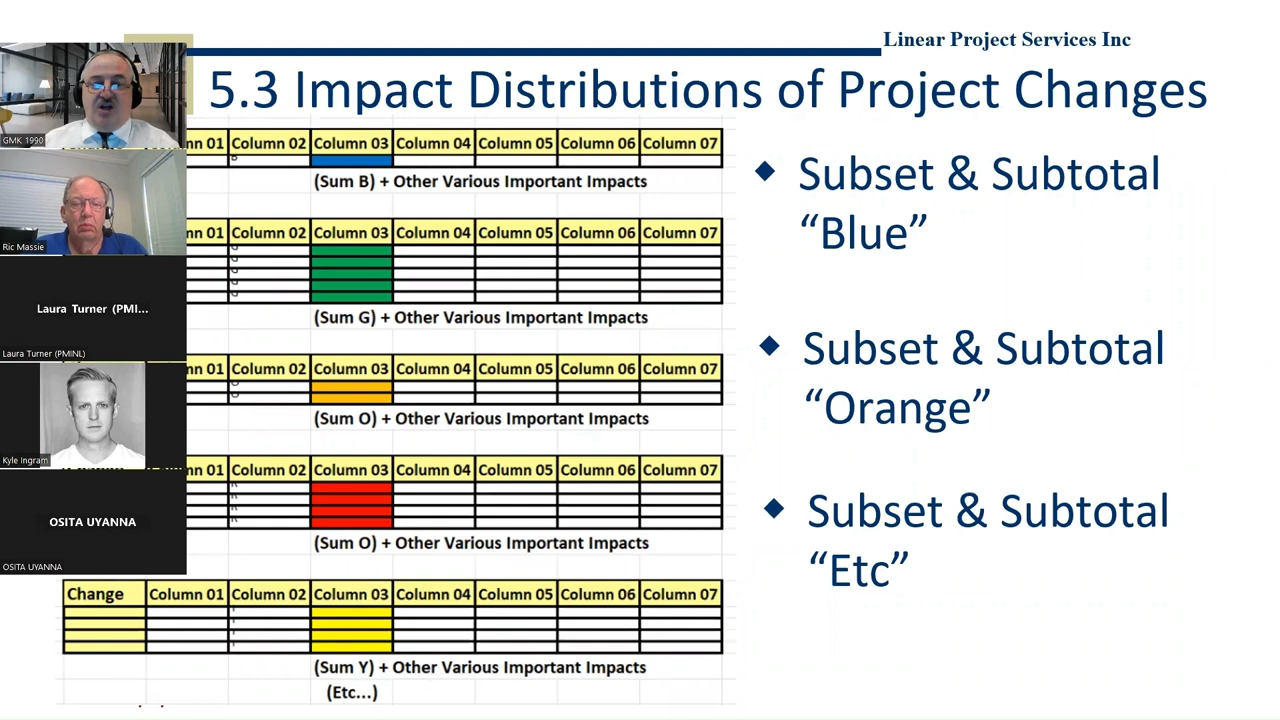 Linear Project Services Inc
5.3 Impact Distributions of Project Changes
GMK 1990
Ric Massie
Laura Turner (PMI...
Laura Turner (PMINL)
Kyle Ingram
OSITA UYANNA
OSITA UYANNA
nn 01 Column 02 Column 03 Column 04 Column 05 Column 06 Column 07
B
(Sum B) + Other Various Important Impacts
nn 01 Column 02 Column 03 Column 04 Column 05 Column 06 Column 07
(Sum G) + Other Various Important Impacts
nn 01 Column 02 Column 03 Column 04 Column 05 Column 06 Column 07
(Sum O) + Other Various Important Impacts
nn 01 Column 02 Column 03 Column 04 Column 05 Column 06 Column 07
(Sum O) + Other Various Important Impacts
Change Column 01 Column 02 Column 03 Column 04 Column 05 Column 06 Column 07
(Sum Y) + Other Various Important Impacts
(Etc...)
Subset & Subtotal
“Blue”
Subset & Subtotal
“Orange”
Subset & Subtotal
“Etc”